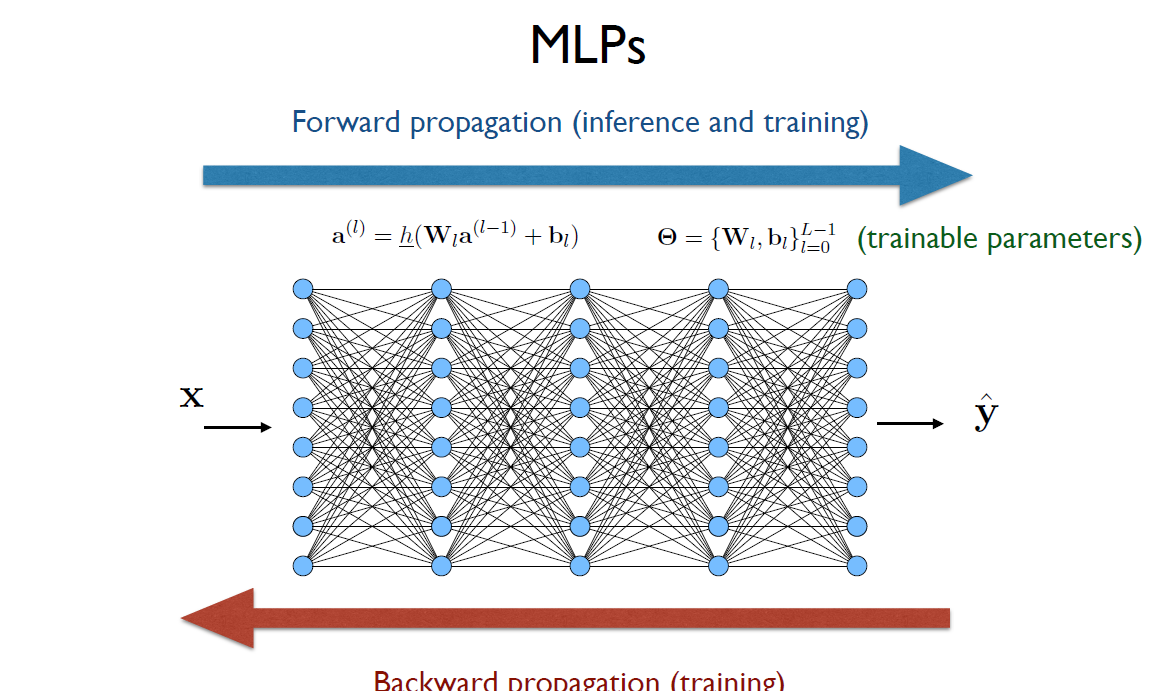 MLPs
Forward propagation (inference and training)
a^{(l)} = h(W_l a^{(l-1)} + b_l) Θ = {W_l, b_l}_{l=0}^{L-1} (trainable parameters)
x
ŷ
Backward propagation (training)